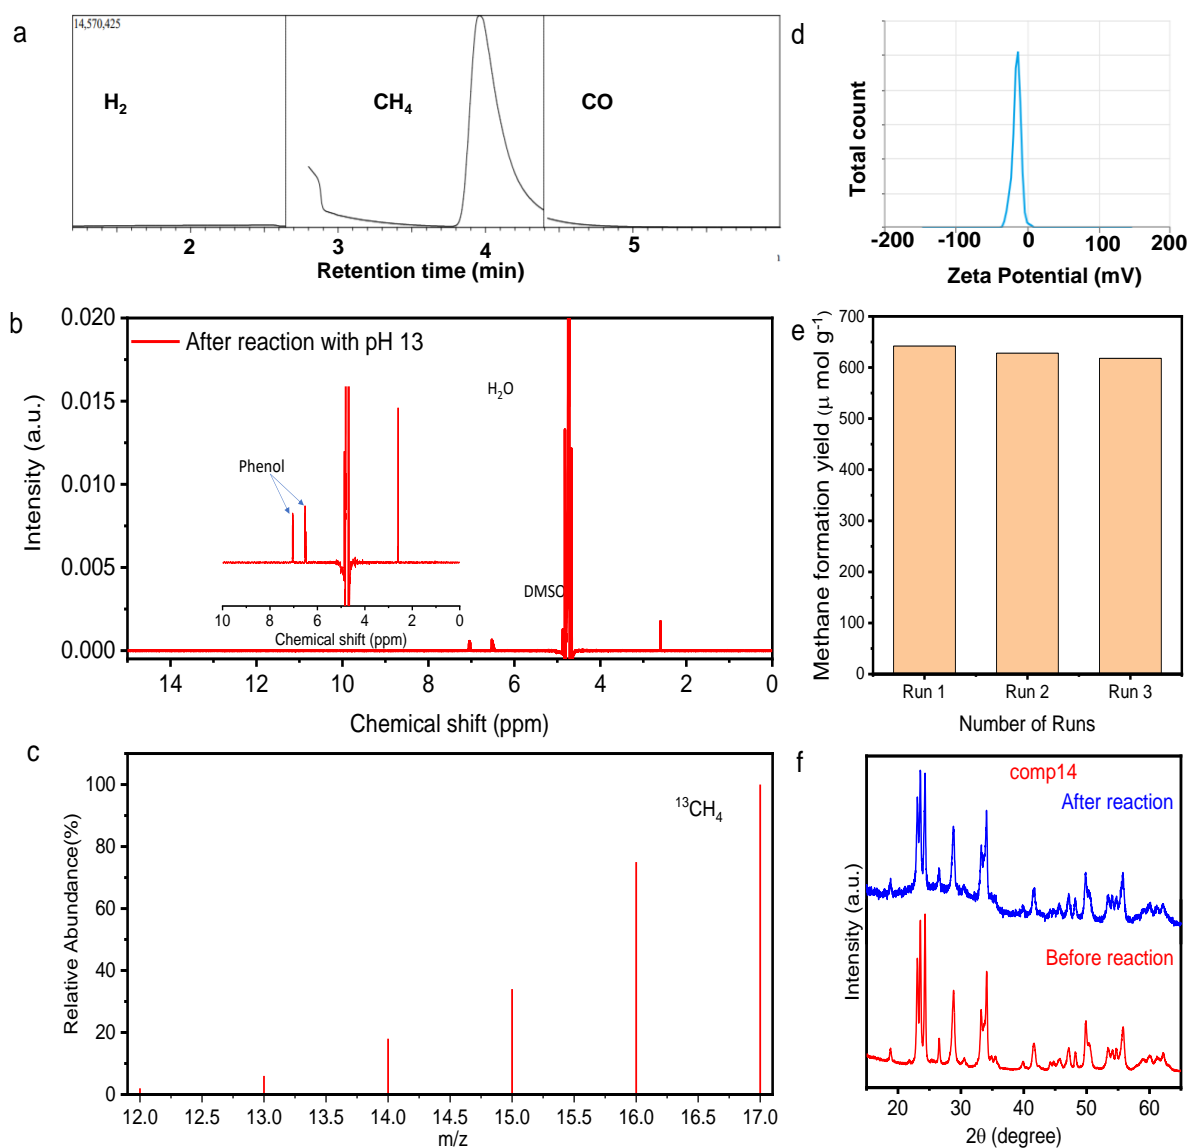 a
14,570,425
H₂
CH₄
CO
2
3
4
5
Retention time (min)
d
Total count
-200
-100
0
100
200
Zeta Potential (mV)
b
0.020
0.015
0.010
0.005
0.000
Intensity (a.u.)
After reaction with pH 13
H₂O
DMSO
Phenol
10
8
6
4
2
0
Chemical shift (ppm)
14
12
10
8
6
4
2
0
Chemical shift (ppm)
e
700
600
500
400
300
200
100
0
Methane formation yield (μ mol g⁻¹)
Run 1
Run 2
Run 3
Number of Runs
c
100
80
60
40
20
0
Relative Abundance(%)
¹³CH₄
12.0
12.5
13.0
13.5
14.0
14.5
15.0
15.5
16.0
16.5
17.0
m/z
f
comp14
After reaction
Before reaction
Intensity (a.u.)
20
30
40
50
60
2θ (degree)